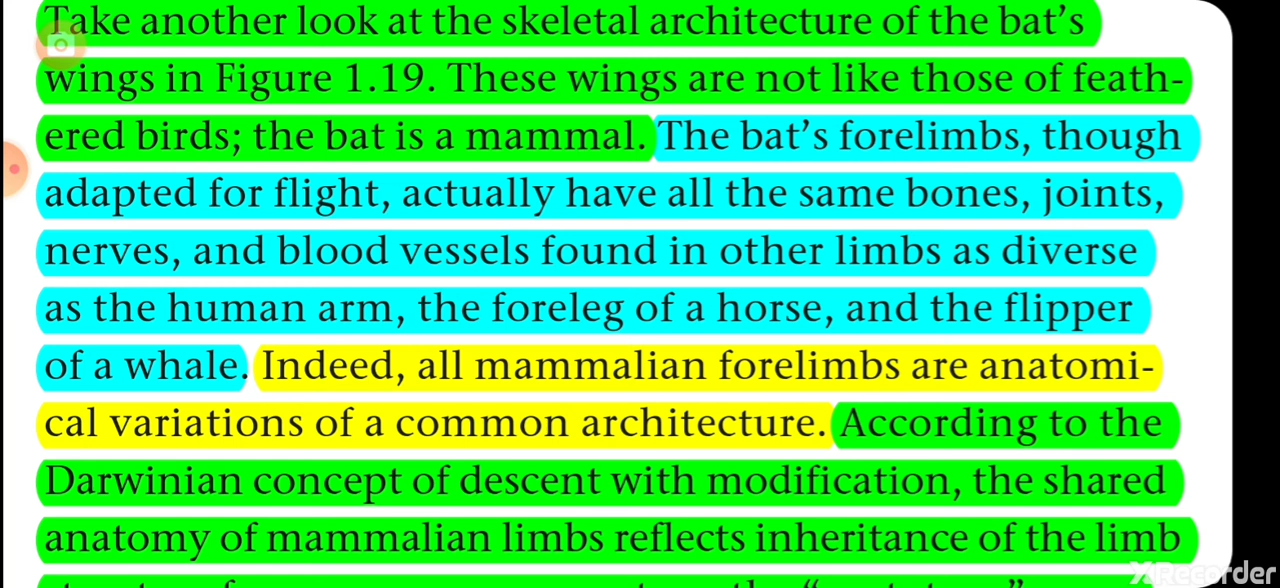 Take another look at the skeletal architecture of the bat's
wings in Figure 1.19. These wings are not like those of feath-
ered birds; the bat is a mammal. The bat's forelimbs, though
adapted for flight, actually have all the same bones, joints,
nerves, and blood vessels found in other limbs as diverse
as the human arm, the foreleg of a horse, and the flipper
of a whale. Indeed, all mammalian forelimbs are anatomi-
cal variations of a common architecture. According to the
Darwinian concept of descent with modification, the shared
anatomy of mammalian limbs reflects inheritance of the limb
XRecorder